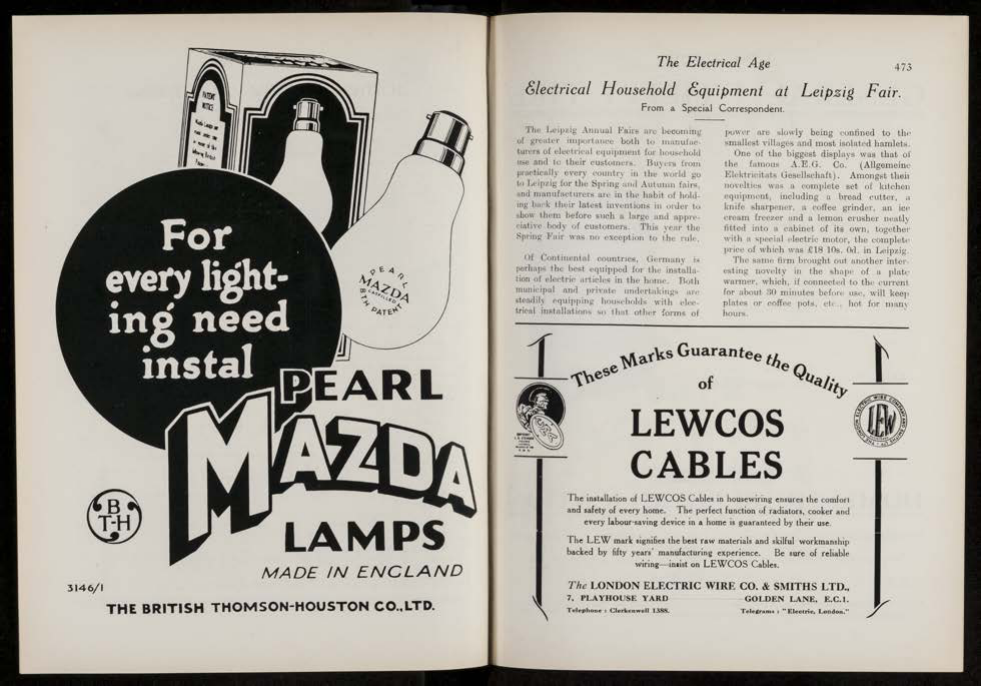 PATENT
NOTICE
For
every light-
ing need
instal
PEARL
MAZDA
BTH PATENT
PEARL
MAZDA
LAMPS
B
T-H
MADE IN ENGLAND
3146/1
THE BRITISH THOMSON-HOUSTON CO., LTD.
The Electrical Age
473
Electrical Household Equipment at Leipzig Fair.
From a Special Correspondent.
The Leipzig Annual Fairs are becoming
of greater importance both to manufac-
turers of electrical equipment for household
use and to their customers. Buyers from
practically every country in the world go
to Leipzig for the Spring and Autumn fairs,
and manufacturers are in the habit of hold-
ing back their latest inventions in order to
show them before such a large and appre-
ciative body of customers. This year the
Spring Fair was no exception to the rule.
Of Continental countries, Germany is
perhaps the best equipped for the installa-
tion of electric articles in the home. Both
municipal and private undertakings are
steadily equipping households with elec-
trical installations so that other forms of
power are slowly being confined to the
smallest villages and most isolated hamlets.
One of the biggest displays was that of
the famous A.E.G. Co. (Allgemeine
Elektricitats Gesellschaft). Amongst their
novelties was a complete set of kitchen
equipment, including a bread cutter, a
knife sharpener, a coffee grinder, an ice
cream freezer and a lemon crusher neatly
fitted into a cabinet of its own, together
with a special electric motor, the complete
price of which was £18 10s. 0d. in Leipzig.
The same firm brought out another inter-
esting novelty in the shape of a plate
warmer, which, if connected to the current
for about 30 minutes before use, will keep
plates or coffee pots, etc., hot for many
hours.
These Marks Guarantee the Quality
of
LEWCOS
CABLES
LEW
The installation of LEWCOS Cables in housewiring ensures the comfort
and safety of every home. The perfect function of radiators, cooker and
every labour-saving device in a home is guaranteed by their use.
The LEW mark signifies the best raw materials and skilful workmanship
backed by fifty years' manufacturing experience. Be sure of reliable
wiring—insist on LEWCOS Cables.
The LONDON ELECTRIC WIRE CO. & SMITHS LTD.,
7, PLAYHOUSE YARD GOLDEN LANE, E.C.1.
Telephone : Clerkenwell 1388. Telegrams : "Electric, London."